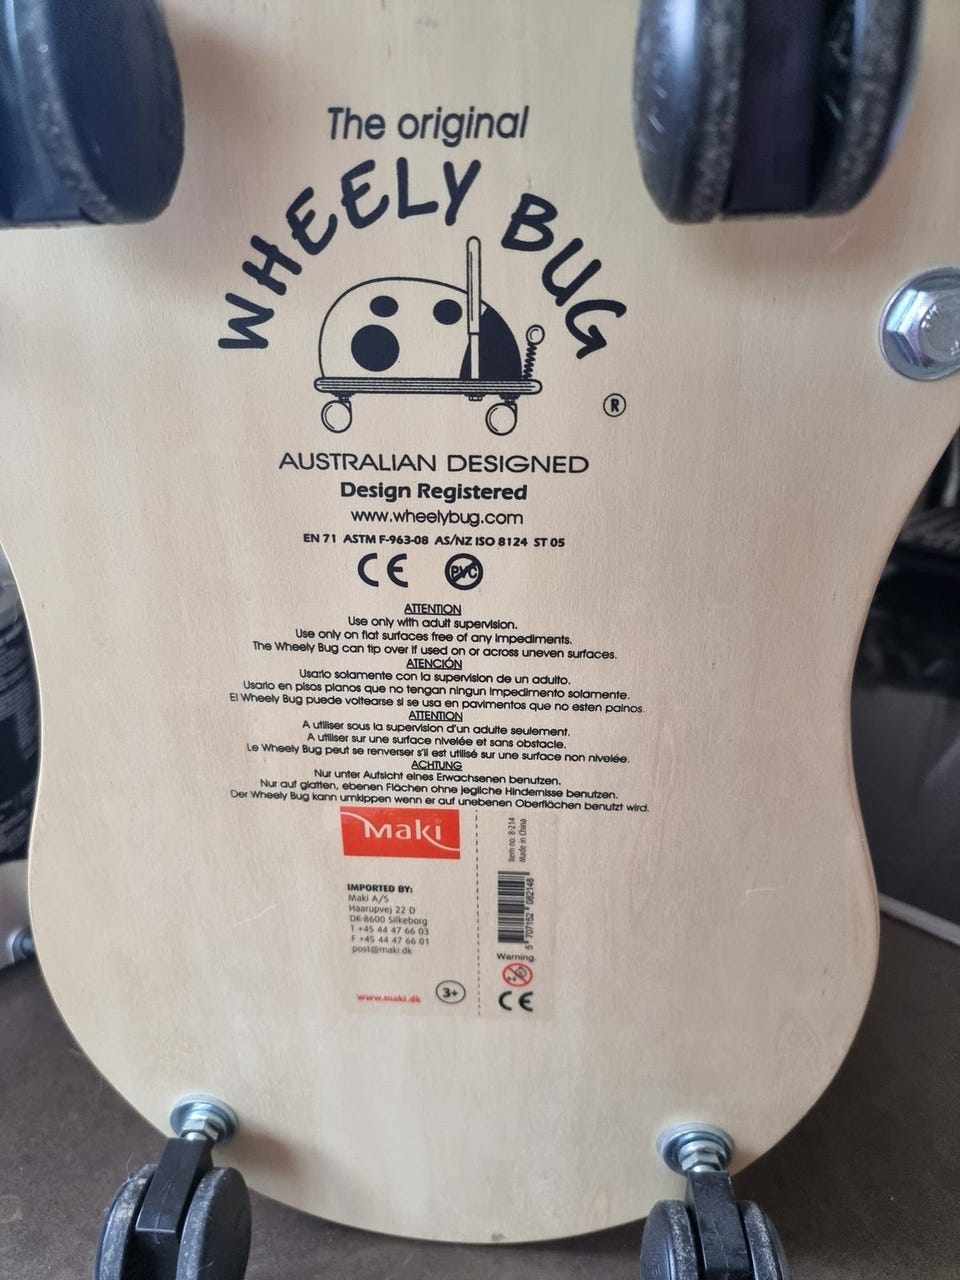 The original
WHEELY BUG
®
AUSTRALIAN DESIGNED
Design Registered
www.wheelybug.com
EN 71 ASTM F-963-08 AS/NZ ISO 8124 ST 05
CE PVC
ATTENTION
Use only with adult supervision.
Use only on flat surfaces free of any impediments.
The Wheely Bug can tip over if used on or across uneven surfaces.
ATENCIÓN
Usarlo solamente con la supervision de un adulto.
Usarlo en pisos planos que no tengan ningun impedimento solamente.
El Wheely Bug puede voltearse si se usa en pavimentos que no esten palnos.
ATTENTION
A utiliser sous la supervision d'un adulte seulement.
A utiliser sur une surface nivelée et sans obstacle.
Le Wheely Bug peut se renverser s'il est utilisé sur une surface non nivelée.
ACHTUNG
Nur unter Aufsicht eines Erwachsenen benutzen.
Nur auf glatten, ebenen Flächen ohne jegliche Hindernisse benutzen.
Der Wheely Bug kann umkippen wenn er auf unebenen Oberflächen benutzt wird.
Maki
IMPORTED BY:
Maki A/S
Haarupvej 22 D
DK-8600 Silkeborg
T +45 44 47 66 03
F +45 44 47 66 01
post@maki.dk
www.maki.dk
3+
Item no. 8-214
Made in China
5 707152 082148
Warning.
CE